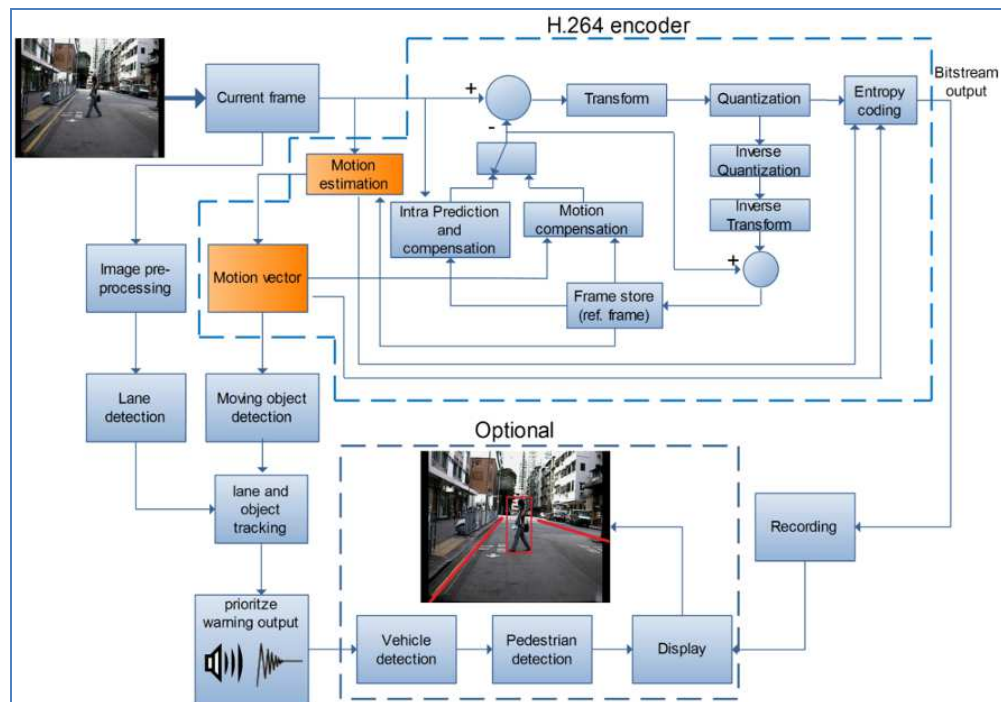 H.264 encoder
Bitstream
output
Current frame
+
-
Transform
Quantization
Entropy
coding
Motion
estimation
Inverse
Quantization
Intra Prediction
and
compensation
Motion
compensation
Inverse
Transform
+
Image pre-
processing
Motion vector
Frame store
(ref. frame)
Lane
detection
Moving object
detection
Optional
lane and
object
tracking
Recording
prioritze
warning output
Vehicle
detection
Pedestrian
detection
Display